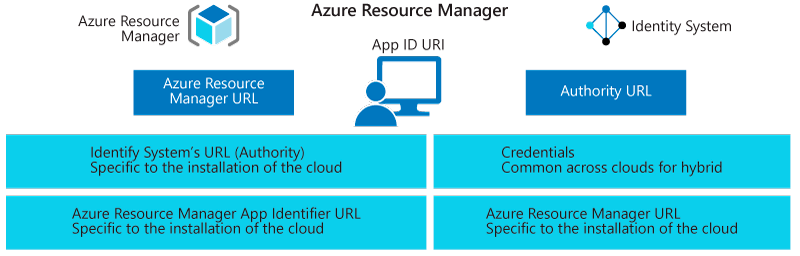 Azure Resource Manager
Azure Resource
Manager
Identity System
App ID URI
Azure Resource
Manager URL
Authority URL
Identify System's URL (Authority)
Specific to the installation of the cloud
Credentials
Common across clouds for hybrid
Azure Resource Manager App Identifier URL
Specific to the installation of the cloud
Azure Resource Manager URL
Specific to the installation of the cloud